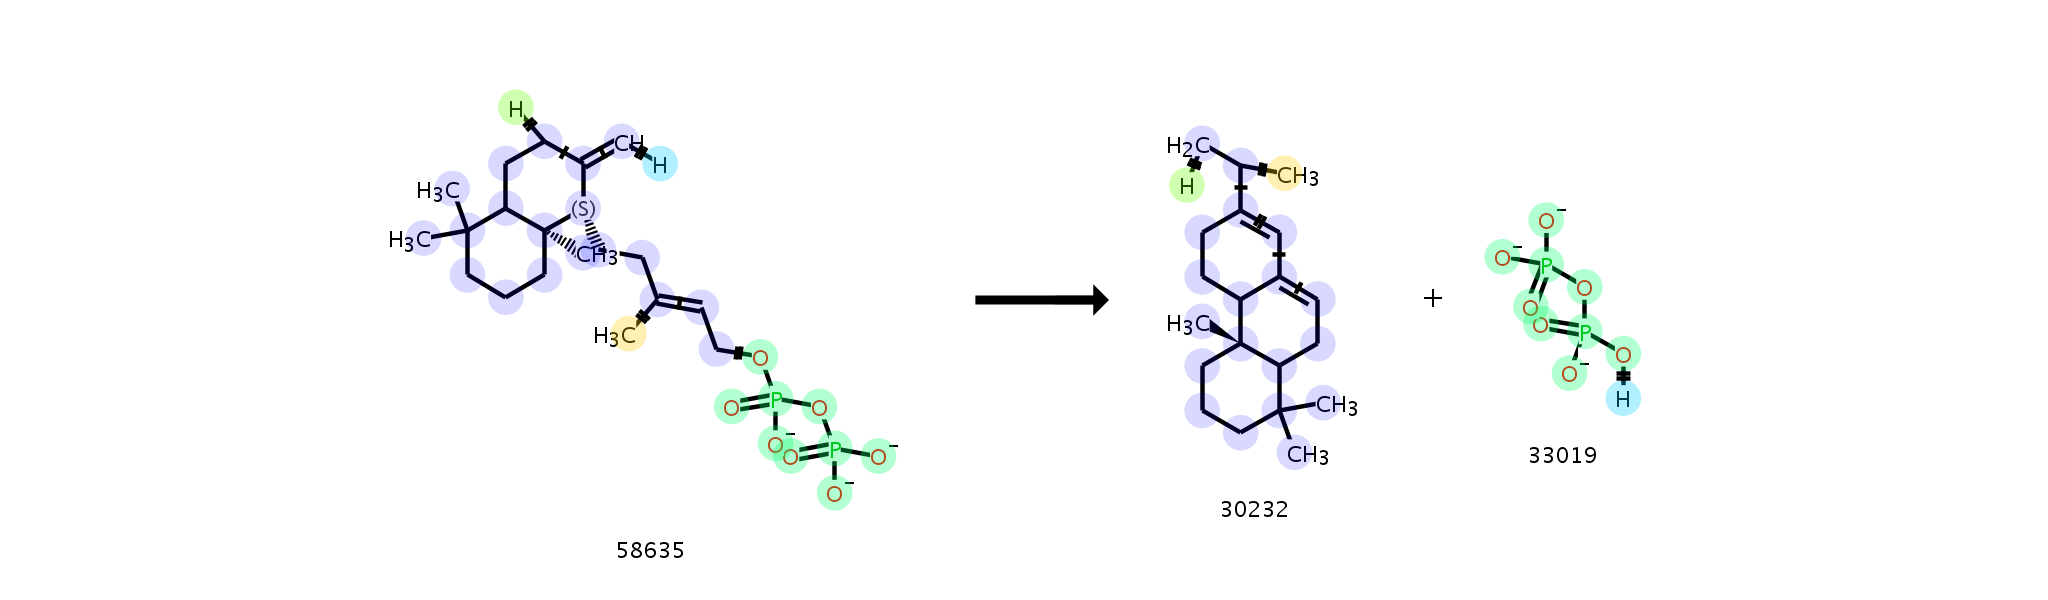 H
CH
H
H3C
(S)
H3C
CH3
H3C
O
O P O
O−
O P O−
O−
58635
H2C
H
CH3
H3C
CH3
CH3
30232
+
O−
O− P
O
O
O P
O
O−
H
33019